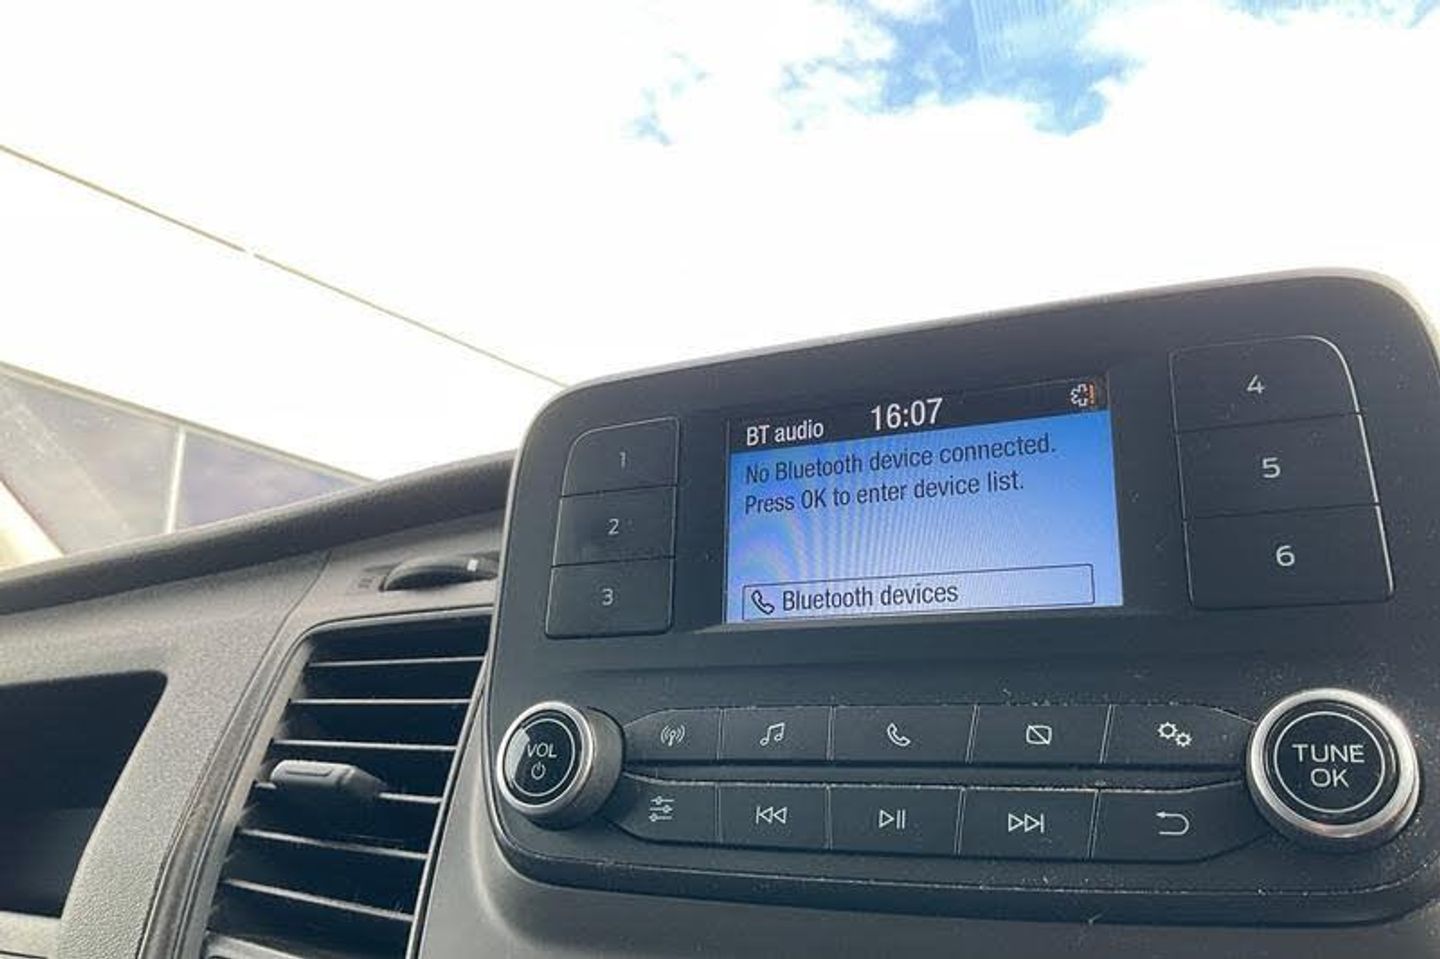 BT audio 16:07
No Bluetooth device connected.
Press OK to enter device list.
Bluetooth devices
1
2
3
4
5
6
VOL
TUNE
OK